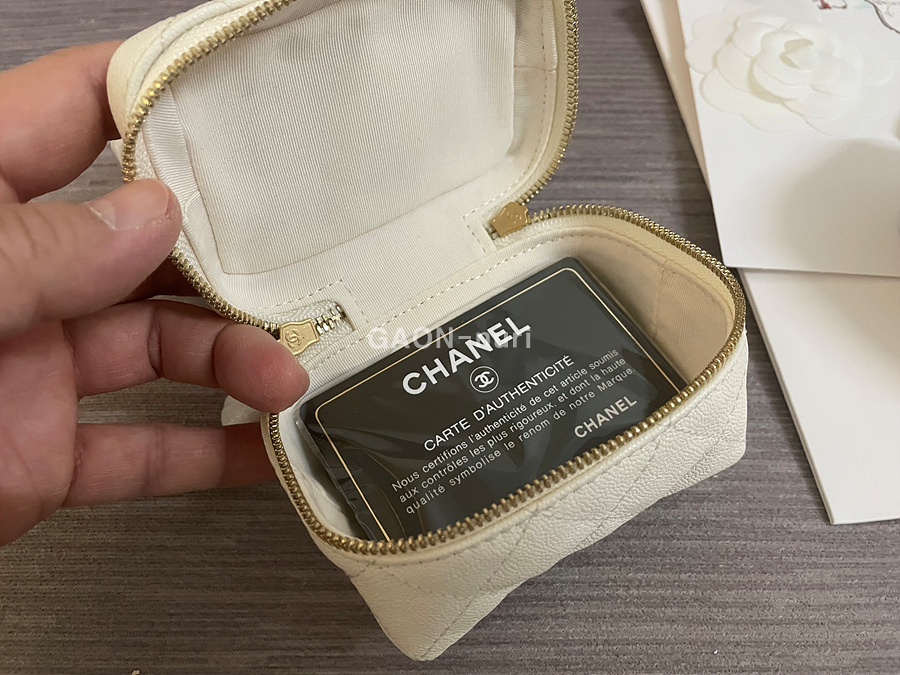 GAON-nuri
CHANEL
CARTE D'AUTHENTICITÉ
Nous certifions l'authenticité de cet article soumis
aux contrôles les plus rigoureux, et dont la haute
qualité symbolise le renom de notre Marque.
CHANEL